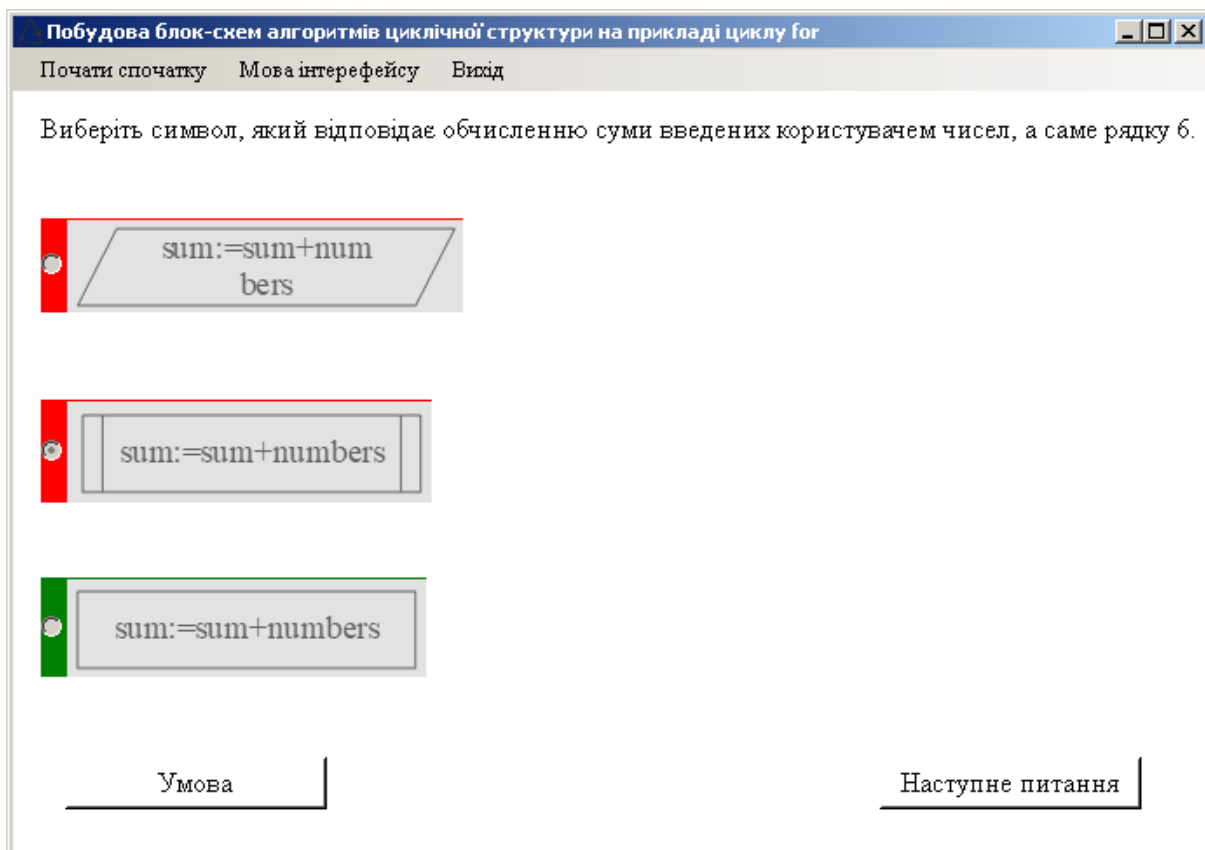 Побудова блок-схем алгоритмів циклічної структури на прикладі циклу for
Почати спочатку Мова інтерефейсу Вихід
Виберіть символ, який відповідає обчисленню суми введених користувачем чисел, а саме рядку 6.
sum:=sum+num
bers
sum:=sum+numbers
sum:=sum+numbers
Умова Наступне питання